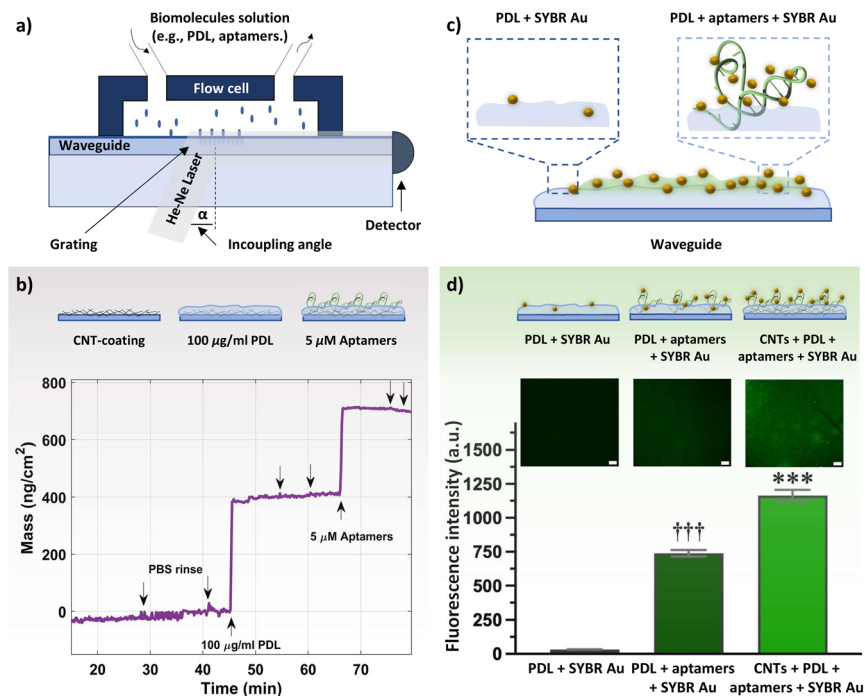 a)
Biomolecules solution
(e.g., PDL, aptamers.)
Flow cell
Waveguide
He-Ne Laser
α
Grating
Incoupling angle
Detector
c)
PDL + SYBR Au
PDL + aptamers + SYBR Au
Waveguide
b)
CNT-coating
100 µg/ml PDL
5 µM Aptamers
800
600
400
200
0
Mass (ng/cm²)
PBS rinse
100 µg/ml PDL
5 µM Aptamers
20
30
40
50
60
70
Time (min)
d)
PDL + SYBR Au
PDL + aptamers
+ SYBR Au
CNTs + PDL +
aptamers + SYBR Au
Fluorescence intensity (a.u.)
1500
1250
1000
750
500
250
0
†††
***
PDL + SYBR Au
PDL + aptamers
+ SYBR Au
CNTs + PDL +
aptamers + SYBR Au